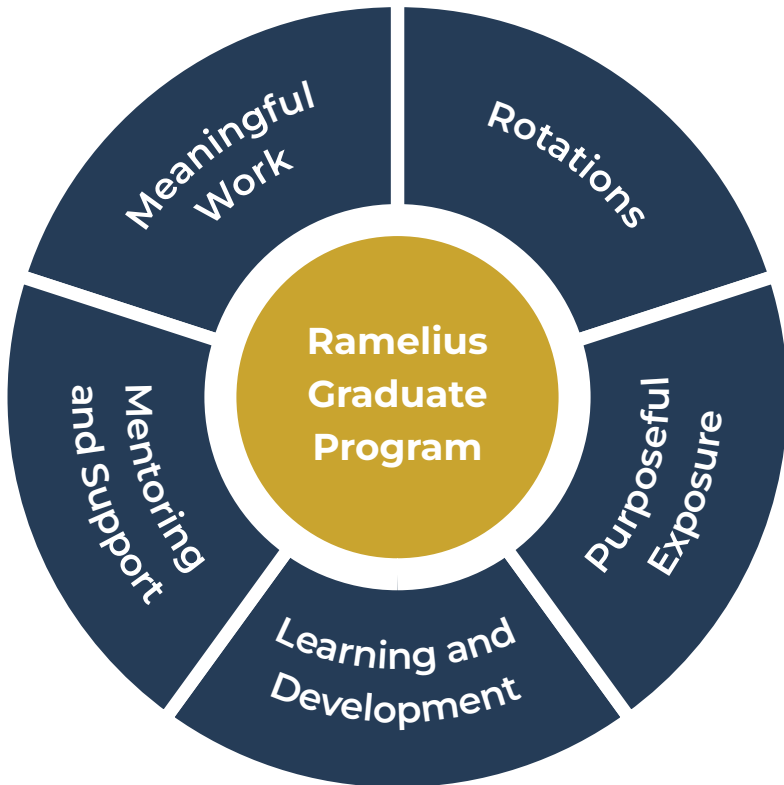 Meaningful
Work
Rotations
Ramelius
Graduate
Program
Purposeful
Exposure
Learning and
Development
Mentoring
and Support